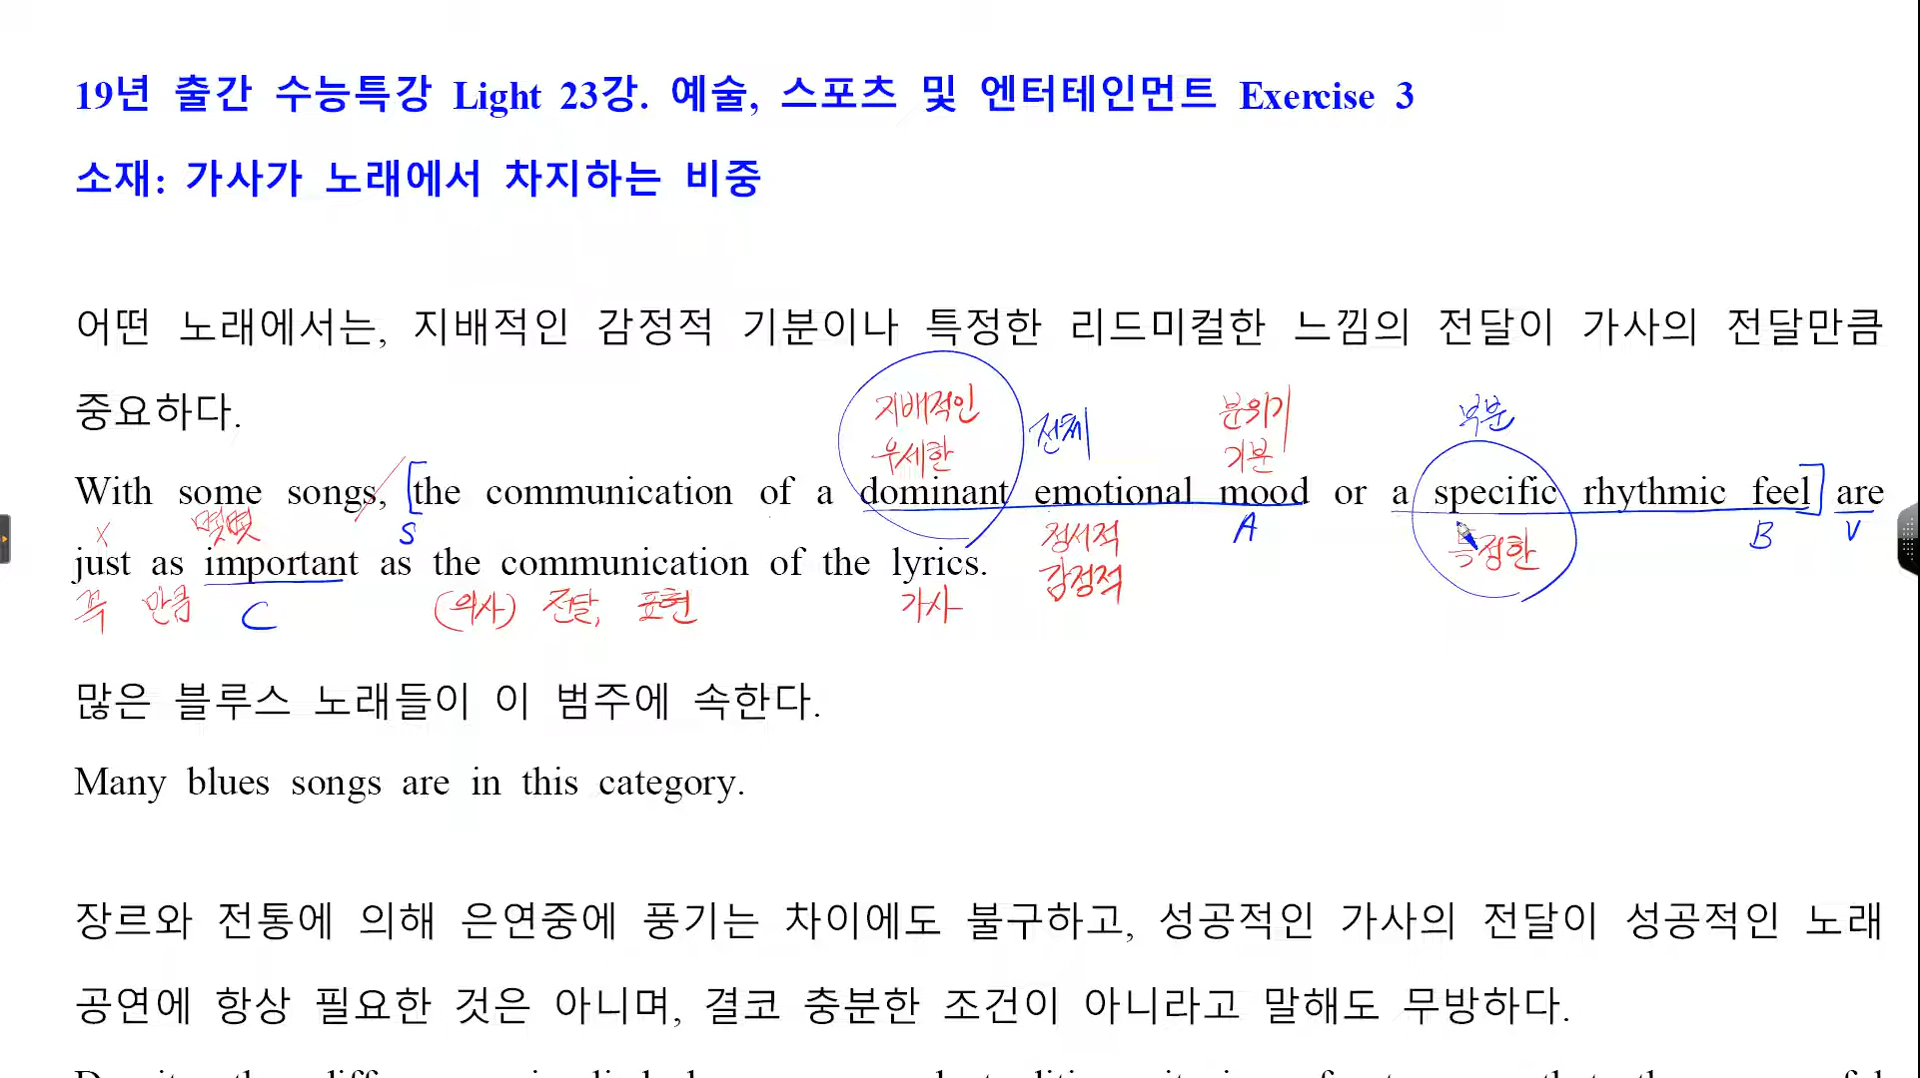 19년 출간 수능특강 Light 23강. 예술, 스포츠 및 엔터테인먼트 Exercise 3
소재: 가사가 노래에서 차지하는 비중
어떤 노래에서는, 지배적인 감정적 기분이나 특정한 리드미컬한 느낌의 전달이 가사의 전달만큼
중요하다.
지배적인 전체 분위기 부분
우세한 기분
With some songs, [the communication of a dominant emotional mood or a specific rhythmic feel] are
x 몇몇 S 정서적 A 특정한 B V
just as important as the communication of the lyrics.
꼭 만큼 C (의사) 전달, 표현 가사 감정적
많은 블루스 노래들이 이 범주에 속한다.
Many blues songs are in this category.
장르와 전통에 의해 은연중에 풍기는 차이에도 불구하고, 성공적인 가사의 전달이 성공적인 노래
공연에 항상 필요한 것은 아니며, 결코 충분한 조건이 아니라고 말해도 무방하다.